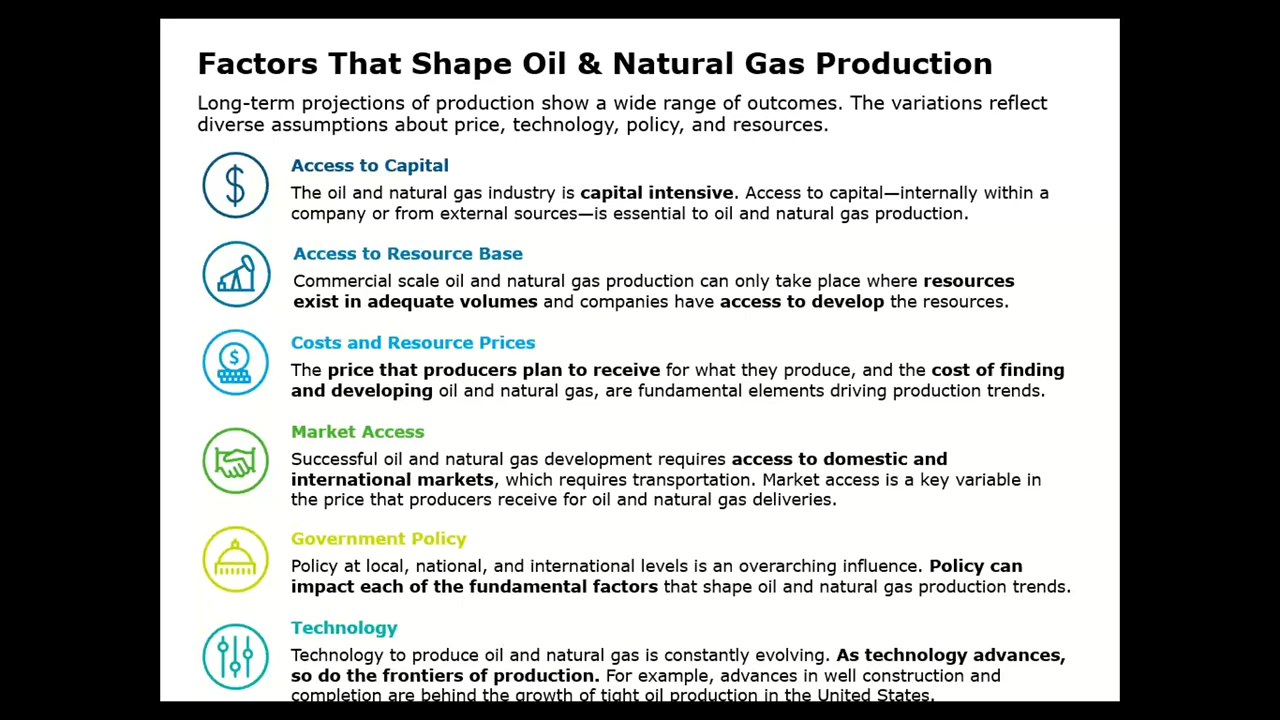 Factors That Shape Oil & Natural Gas Production
Long-term projections of production show a wide range of outcomes. The variations reflect
diverse assumptions about price, technology, policy, and resources.
Access to Capital
The oil and natural gas industry is capital intensive. Access to capital—internally within a
company or from external sources—is essential to oil and natural gas production.
Access to Resource Base
Commercial scale oil and natural gas production can only take place where resources
exist in adequate volumes and companies have access to develop the resources.
Costs and Resource Prices
The price that producers plan to receive for what they produce, and the cost of finding
and developing oil and natural gas, are fundamental elements driving production trends.
Market Access
Successful oil and natural gas development requires access to domestic and
international markets, which requires transportation. Market access is a key variable in
the price that producers receive for oil and natural gas deliveries.
Government Policy
Policy at local, national, and international levels is an overarching influence. Policy can
impact each of the fundamental factors that shape oil and natural gas production trends.
Technology
Technology to produce oil and natural gas is constantly evolving. As technology advances,
so do the frontiers of production. For example, advances in well construction and
completion are behind the growth of tight oil production in the United States.